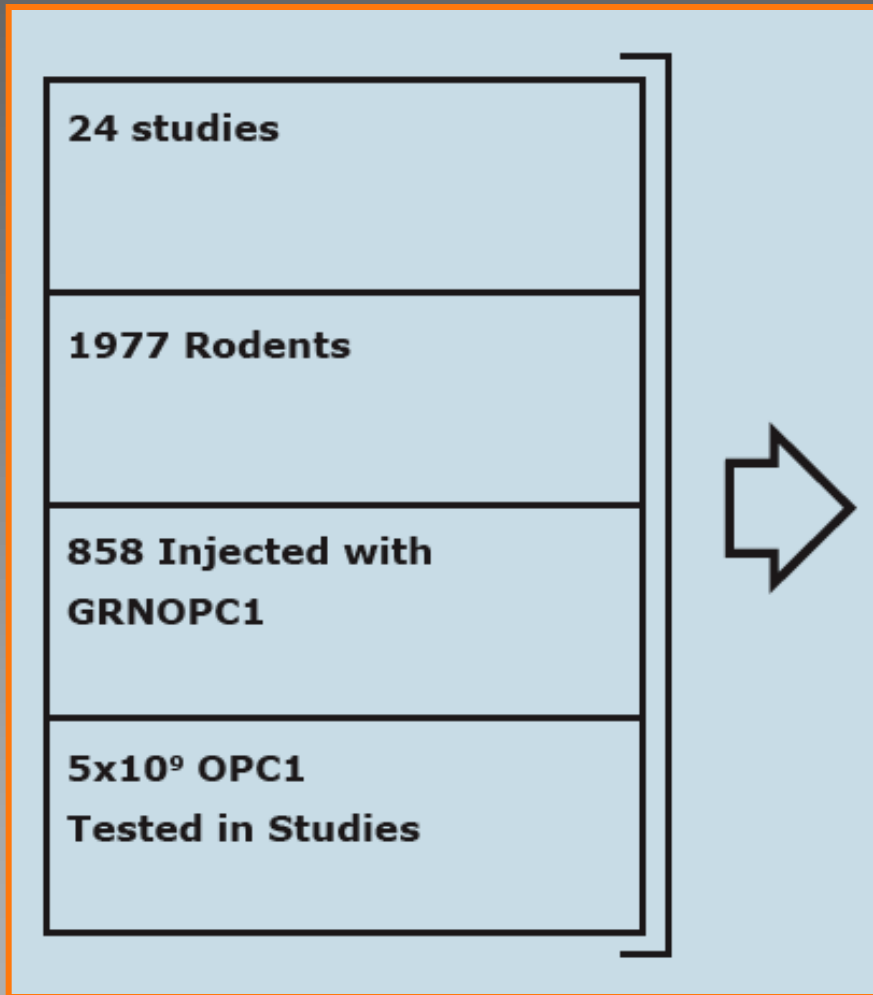 24 studies
1977 Rodents
858 Injected with
GRNOPC1
5x10⁹ OPC1
Tested in Studies